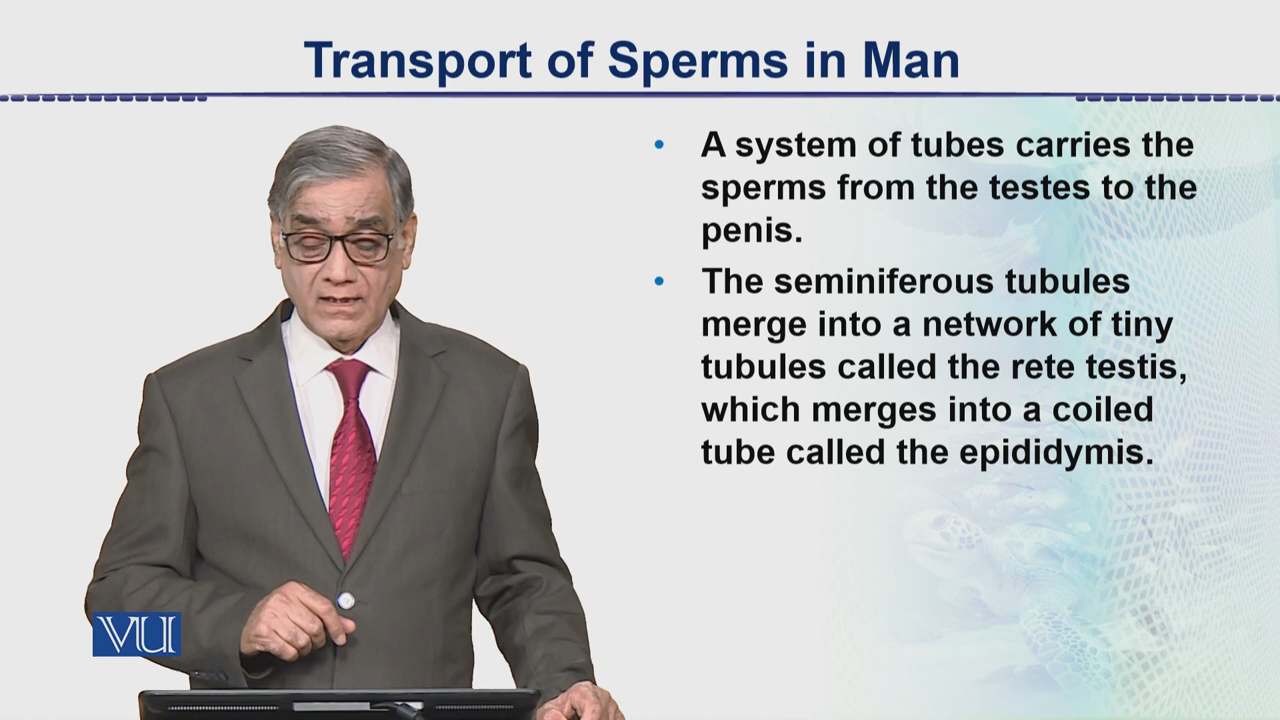 Transport of Sperms in Man
• A system of tubes carries the
sperms from the testes to the
penis.
• The seminiferous tubules
merge into a network of tiny
tubules called the rete testis,
which merges into a coiled
tube called the epididymis.
VU